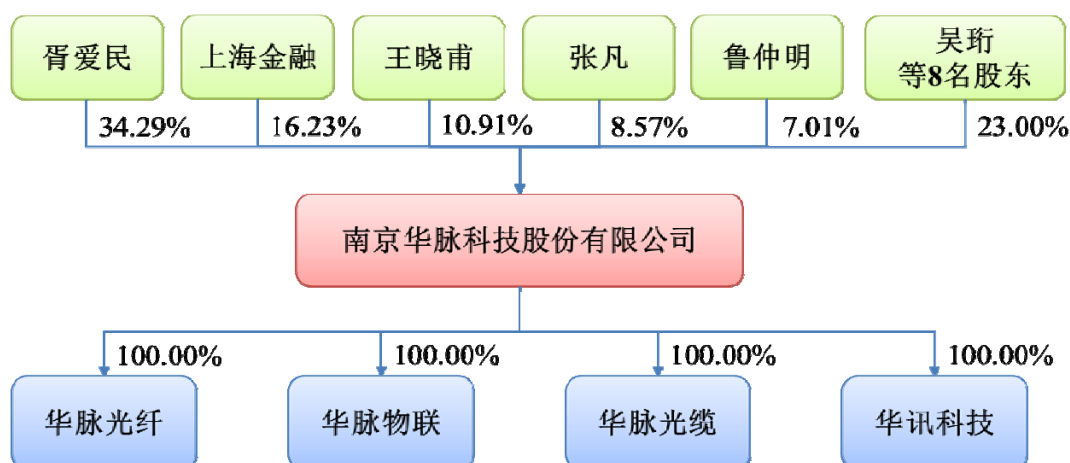 胥爱民
上海金融
王晓甫
张凡
鲁仲明
吴珩
等8名股东
34.29%
16.23%
10.91%
8.57%
7.01%
23.00%
南京华脉科技股份有限公司
100.00%
100.00%
100.00%
100.00%
华脉光纤
华脉物联
华脉光缆
华讯科技